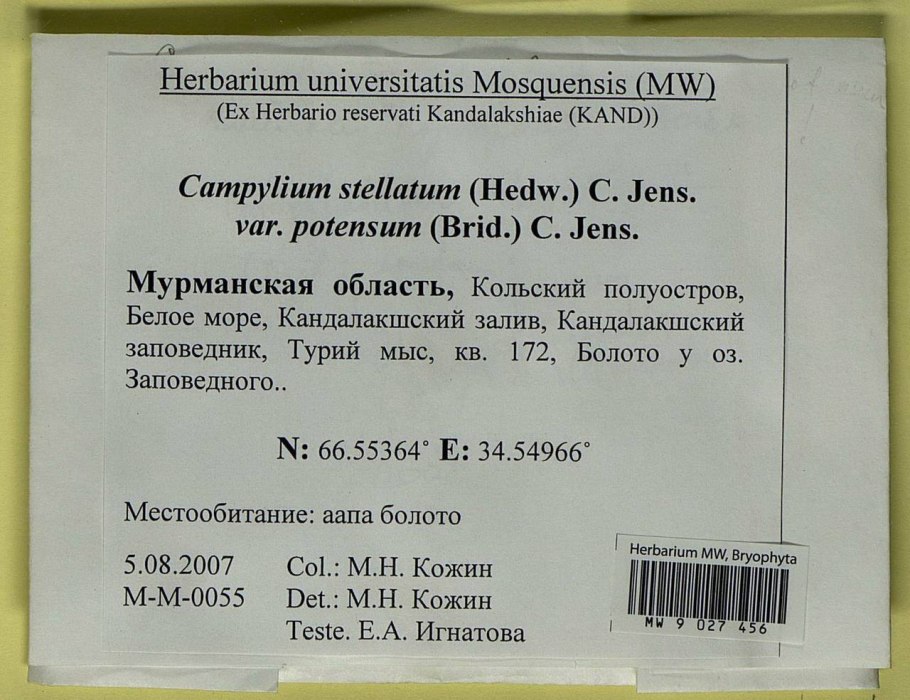 Herbarium universitatis Mosquensis (MW)
(Ex Herbario reservati Kandalakshiae (KAND))
Campylium stellatum (Hedw.) C. Jens.
var. potensum (Brid.) C. Jens.
Мурманская область, Кольский полуостров,
Белое море, Кандалакшский залив, Кандалакшский
заповедник, Турий мыс, кв. 172, Болото у оз.
Заповедного..
N: 66.55364° E: 34.54966°
Местообитание: аапа болото
5.08.2007 Col.: М.Н. Кожин
М-М-0055 Det.: М.Н. Кожин
Teste. Е.А. Игнатова
Herbarium MW, Bryophyta
MW 9 027 456